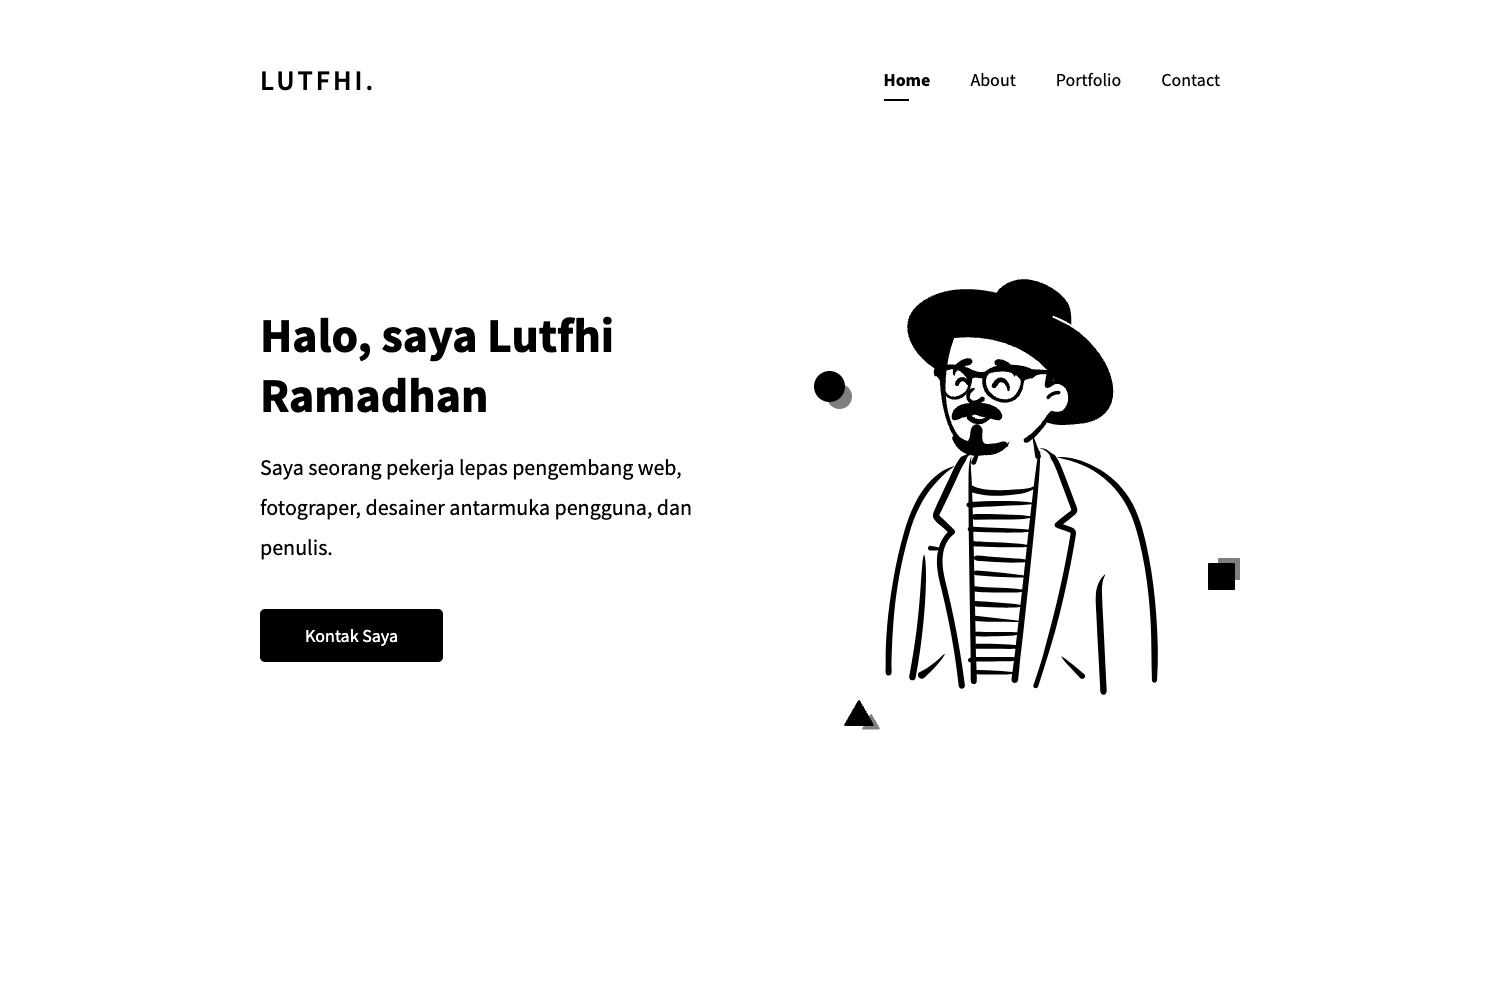 LUTFHI.
Home About Portfolio Contact
Halo, saya Lutfhi
Ramadhan
Saya seorang pekerja lepas pengembang web,
fotograper, desainer antarmuka pengguna, dan
penulis.
Kontak Saya